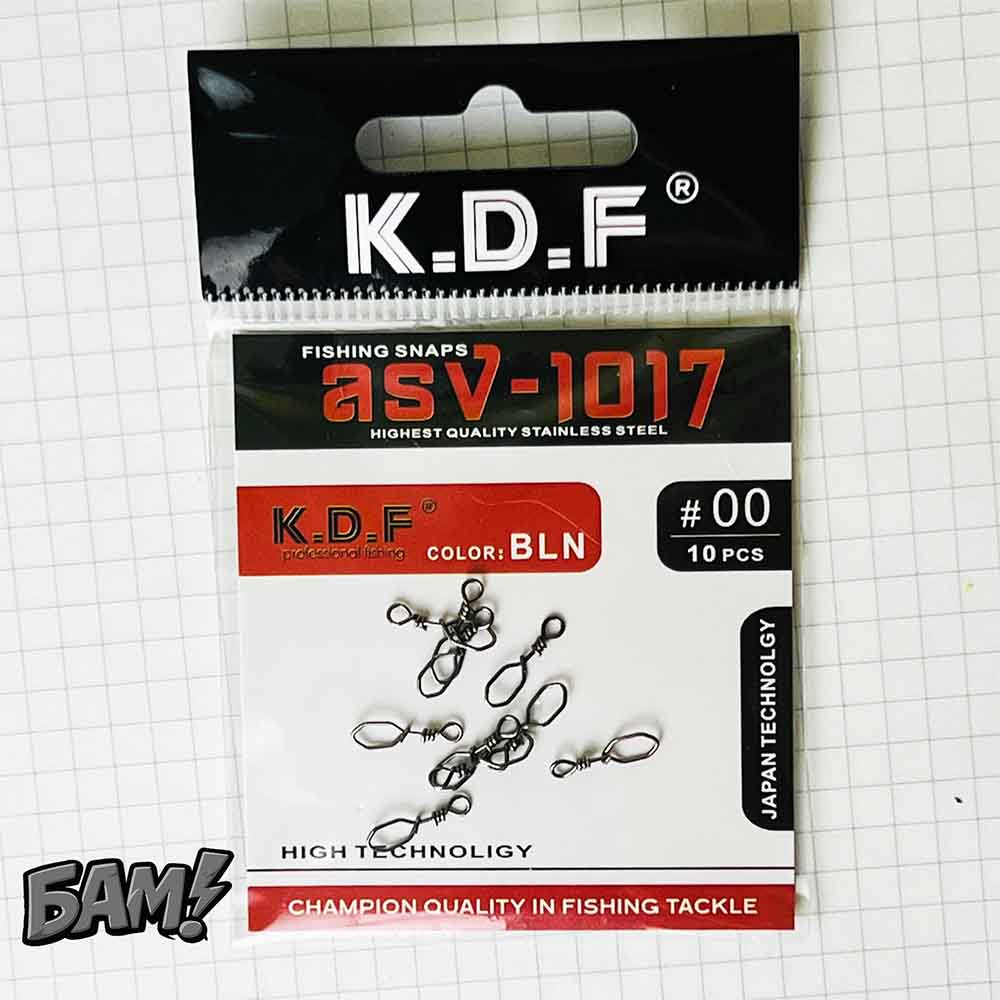 K.D.F ®
FISHING SNAPS
asv-1017
HIGHEST QUALITY STAINLESS STEEL
K.D.F ®
professional fishing
COLOR: BLN
# 00
10 PCS
JAPAN TECHNOLGY
HIGH TECHNOLIGY
CHAMPION QUALITY IN FISHING TACKLE
БАМ!